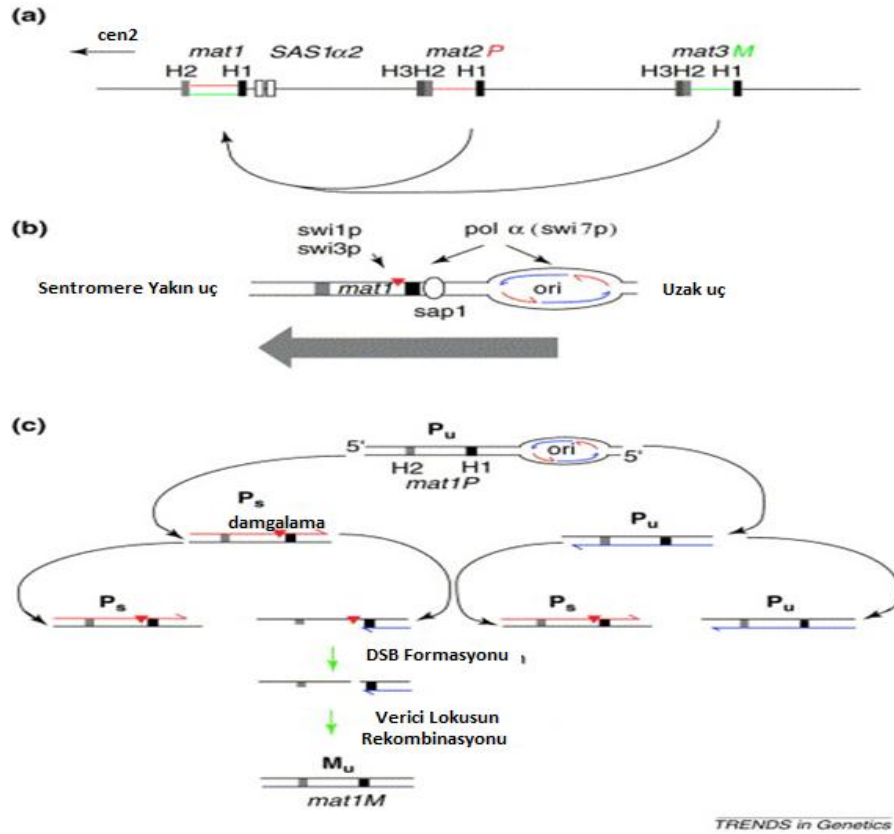 (a)
cen2
mat1 SAS1α2 mat2P mat3M
H2 H1 H3H2 H1 H3H2 H1
(b)
swi1p
swi3p
pol α (swi7p)
Sentromere Yakın uç
mat1
sap1
ori
Uzak uç
(c)
Pu
5' ori 5'
H2 H1
mat1P
Ps
damgalama
Pu
Ps
Ps
Pu
DSB Formasyonu
Verici Lokusun
Rekombinasyonu
Mu
mat1M
TRENDS in Genetics